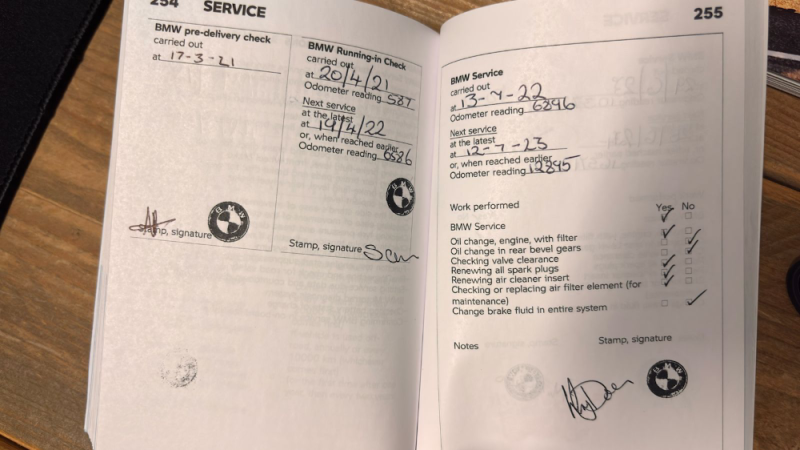 254 SERVICE
BMW pre-delivery check
carried out
at 17-3-21
Stamp, signature
BMW
BMW Running-in Check
carried out
at 20/4/21
Odometer reading 587
Next service
at the latest
at 19/4/22
or, when reached earlier,
Odometer reading 6586
BMW
Stamp, signature
255
BMW Service
carried out
at 13-7-22
Odometer reading 6846
Next service
at the latest
at 12-7-23
or, when reached earlier,
Odometer reading 12845
Work performed
Yes No
BMW Service
Oil change, engine, with filter
Oil change in rear bevel gears
Checking valve clearance
Renewing all spark plugs
Renewing air cleaner insert
Checking or replacing air filter element (for
maintenance)
Change brake fluid in entire system
Notes
Stamp, signature
BMW